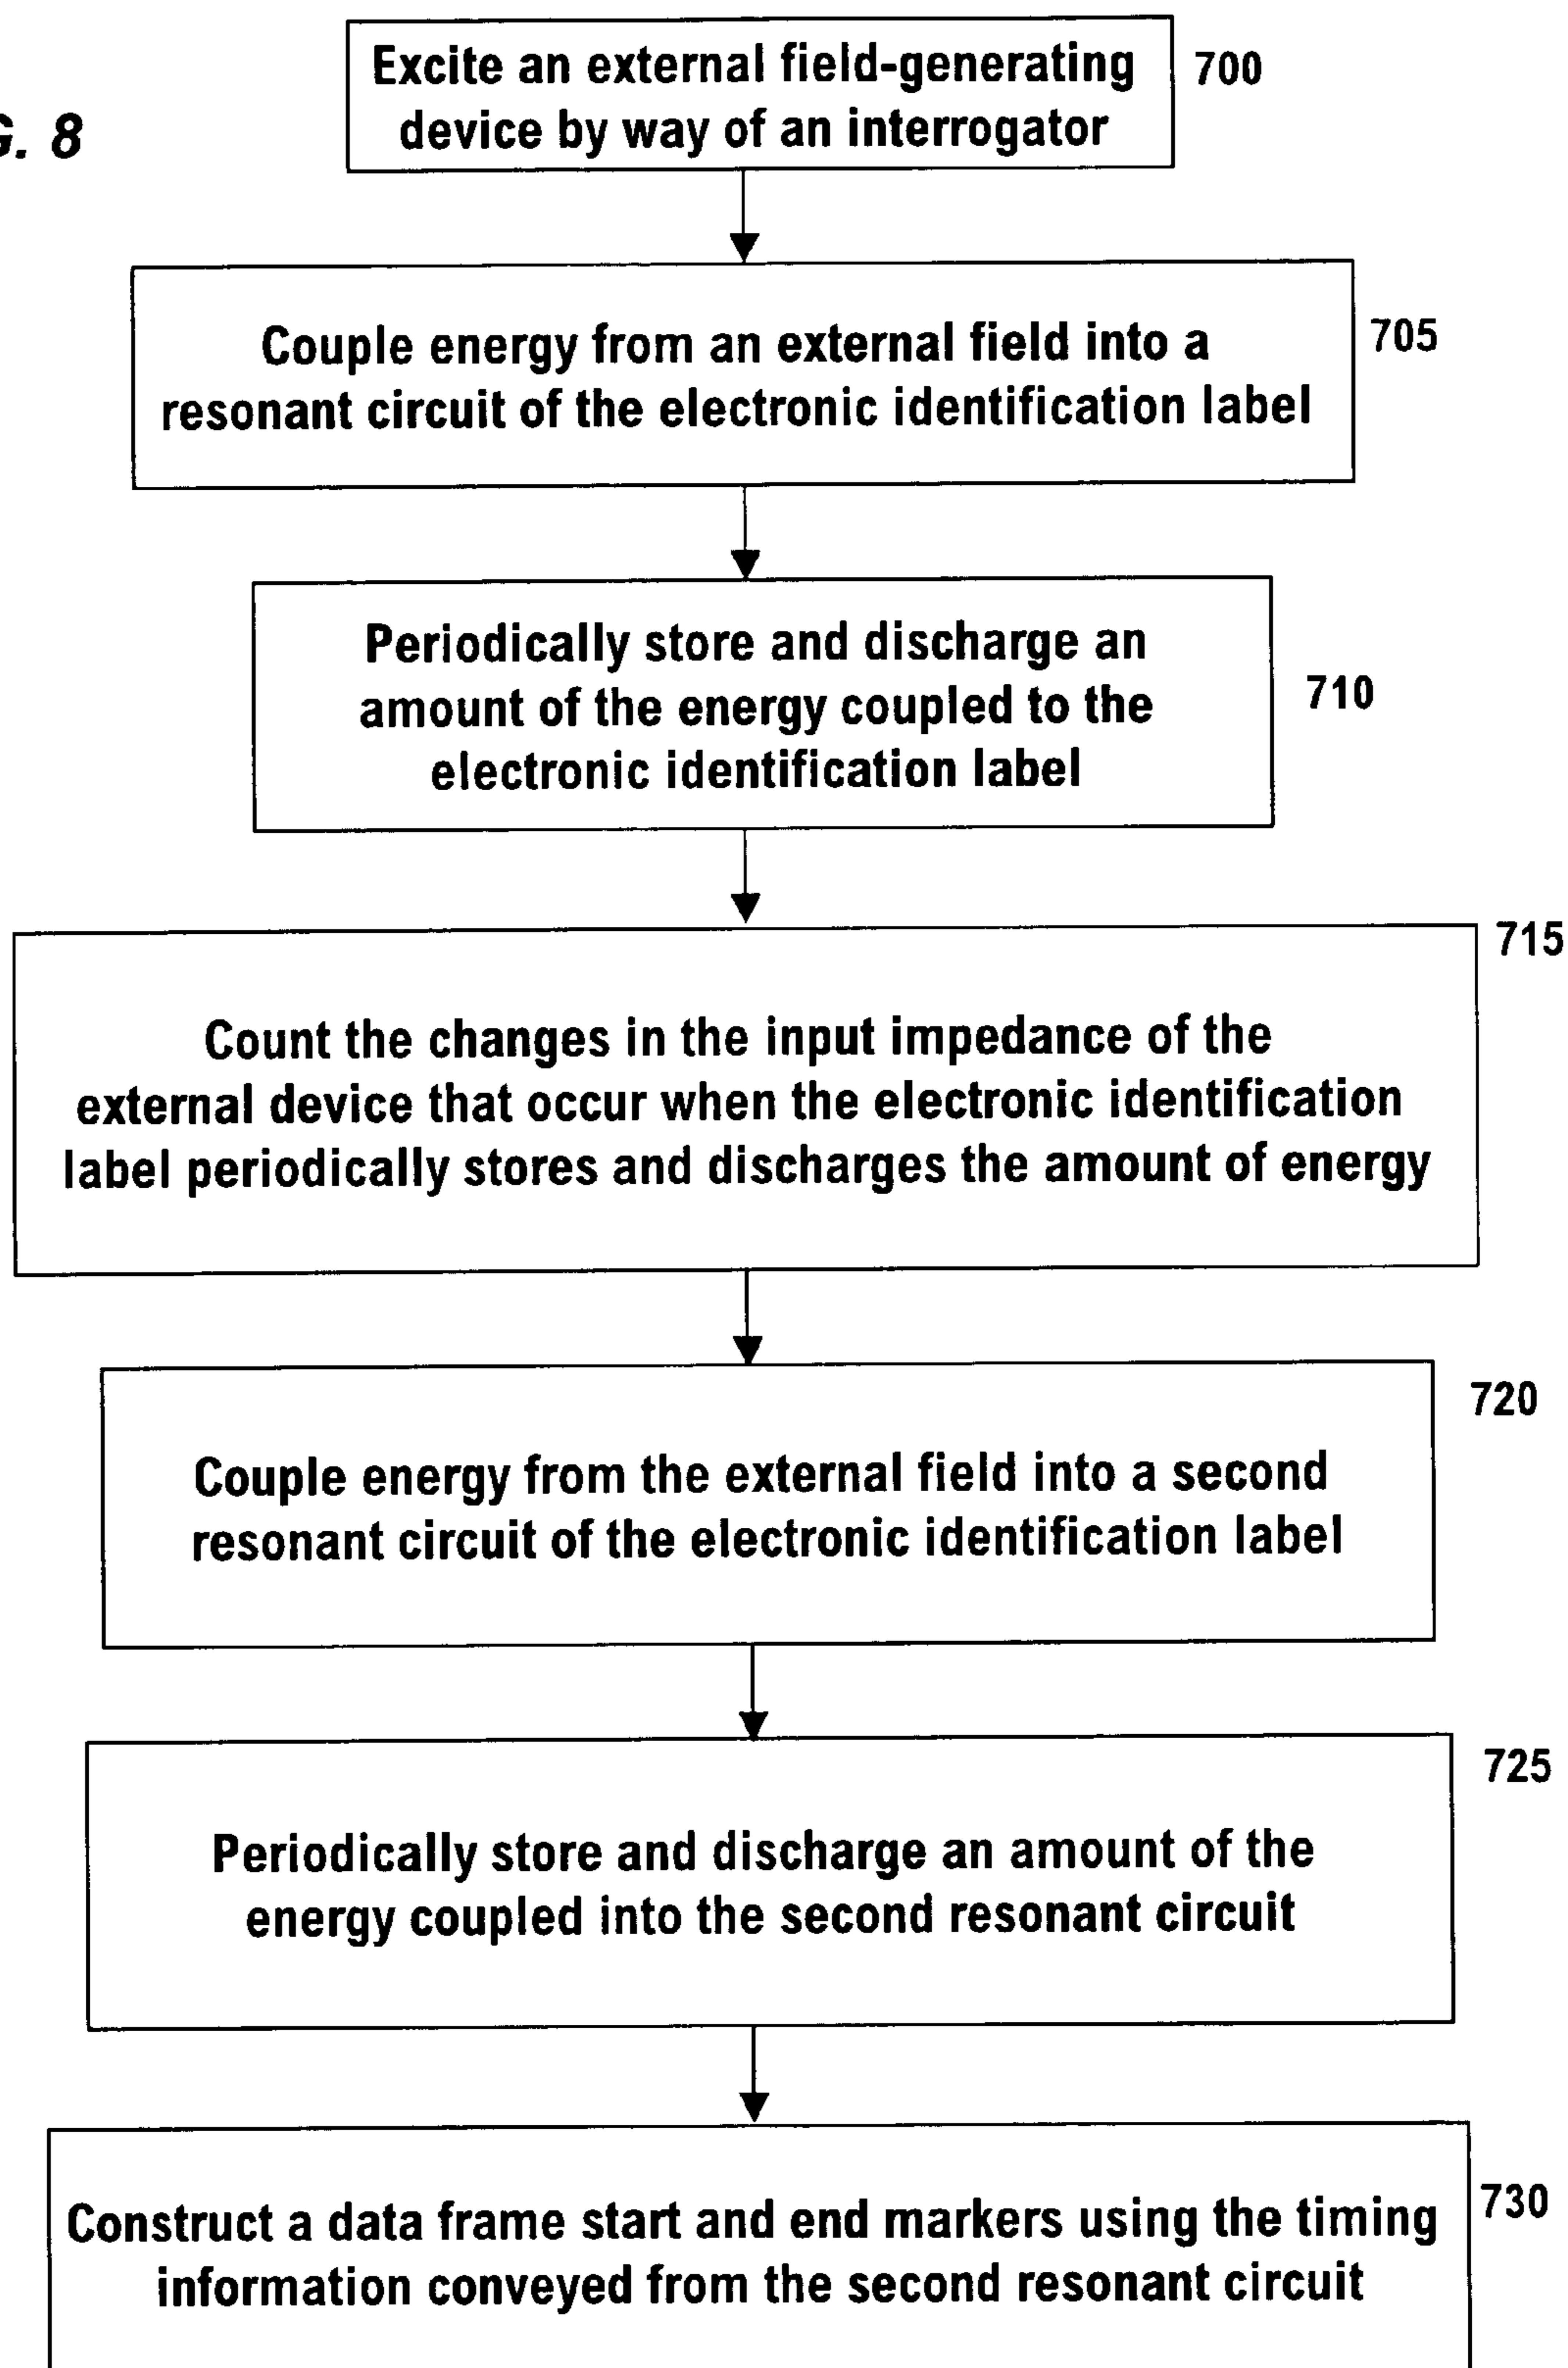 Excite an external field-generating
device by way of an interrogator
700
G. 8
Couple energy from an external field into a
resonant circuit of the electronic identification label
705
Periodically store and discharge an
amount of the energy coupled to the
electronic identification label
710
715
Count the changes in the input impedance of the
external device that occur when the electronic identification
label periodically stores and discharges the amount of energy
720
Couple energy from the external field into a second
resonant circuit of the electronic identification label
725
Periodically store and discharge an amount of the
energy coupled into the second resonant circuit
730
Construct a data frame start and end markers using the timing
information conveyed from the second resonant circuit